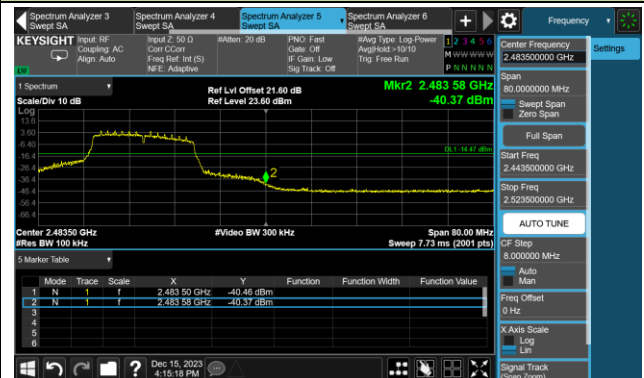 Spectrum Analyzer 3
Swept SA
Spectrum Analyzer 4
Swept SA
Spectrum Analyzer 5
Swept SA
Spectrum Analyzer 6
Swept SA
Frequency
KEYSIGHT
Input: RF
Coupling: AC
Align: Auto
Input Z: 50 Ω
Corr CCorr
Freq Ref: Int (S)
NFE: Adaptive
#Atten: 20 dB
PNO: Fast
Gate: Off
IF Gain: Low
Sig Track: Off
#Avg Type: Log-Power
Avg|Hold:>10/10
Trig: Free Run
1 2 3 4 5 6
M W W W W W
P N N N N N
LXI
1 Spectrum
Scale/Div 10 dB
Ref Lvl Offset 21.60 dB
Ref Level 23.60 dBm
Mkr2 2.483 58 GHz
-40.37 dBm
Log
13.6
3.60
-6.40
-16.4
-26.4
-36.4
-46.4
-56.4
-66.4
DL1 -14.47 dBm
2
Center 2.48350 GHz
#Res BW 100 kHz
#Video BW 300 kHz
Span 80.00 MHz
Sweep 7.73 ms (2001 pts)
5 Marker Table
Mode Trace Scale X Y Function Function Width Function Value
1 N 1 f 2.483 50 GHz -40.46 dBm
2 N 1 f 2.483 58 GHz -40.37 dBm
3
4
5
6
Dec 15, 2023
4:15:18 PM
Center Frequency
2.483500000 GHz
Settings
Span
80.0000000 MHz
Swept Span
Zero Span
Full Span
Start Freq
2.443500000 GHz
Stop Freq
2.523500000 GHz
AUTO TUNE
CF Step
8.000000 MHz
Auto
Man
Freq Offset
0 Hz
X Axis Scale
Log
Lin
Signal Track
(Span Zoom)